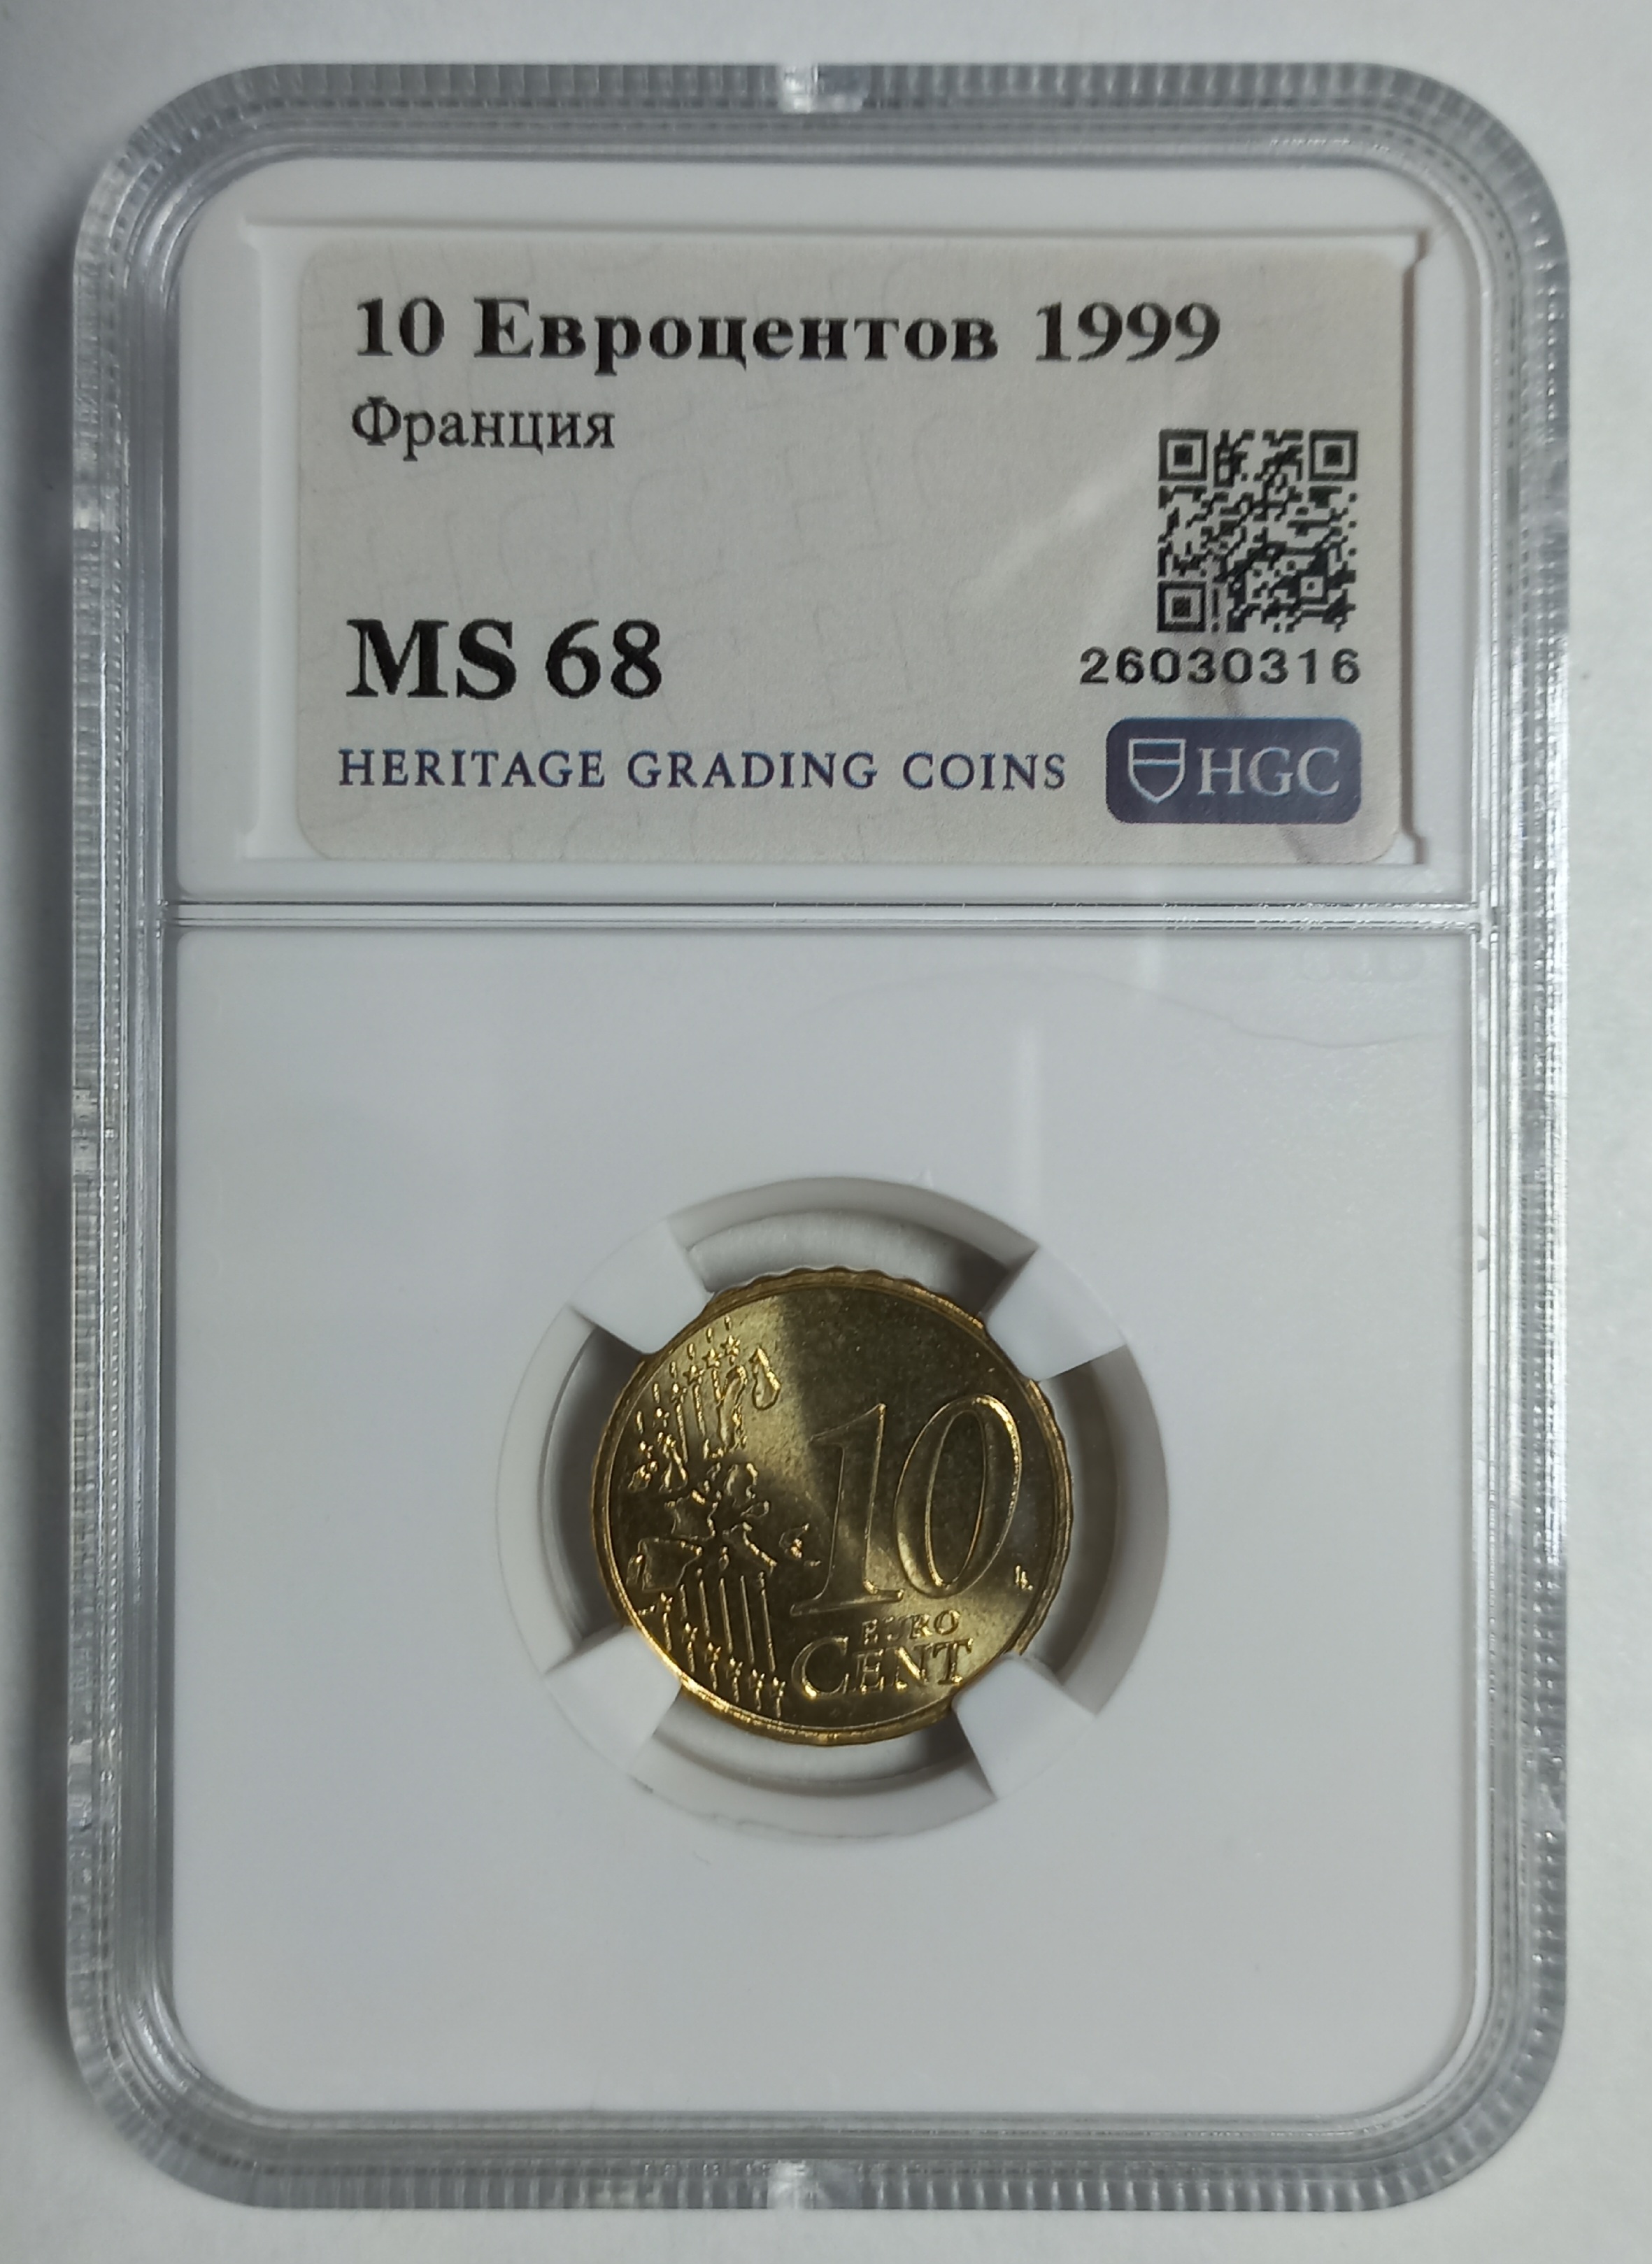 10 Евроцентов 1999
Франция
MS 68
26030316
HERITAGE GRADING COINS HGC
10
EURO
CENT